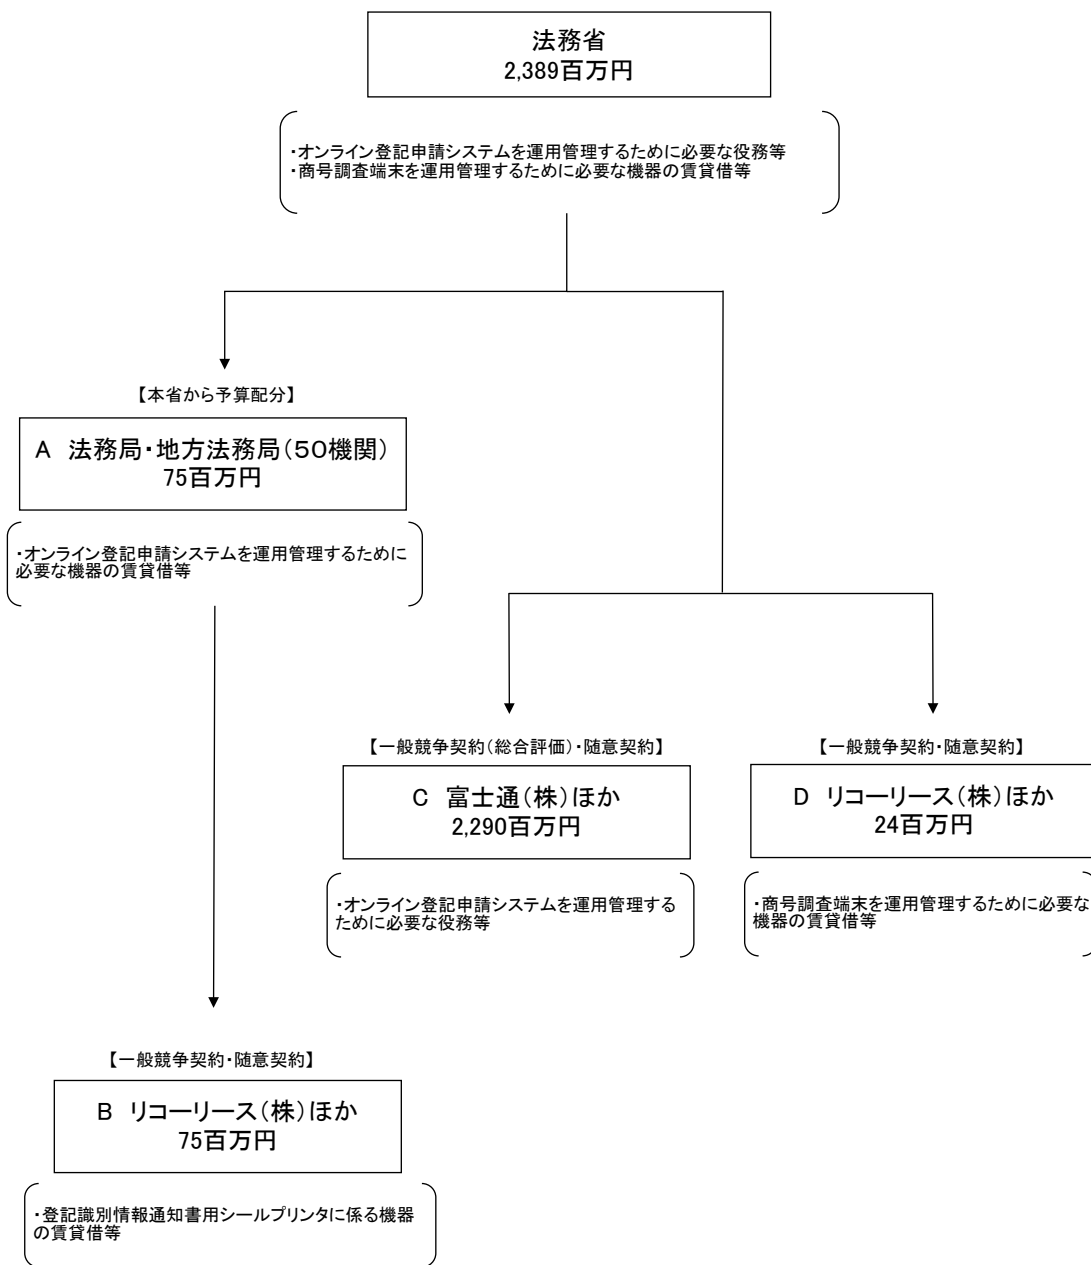 法務省
2,389百万円
・オンライン登記申請システムを運用管理するために必要な役務等
・商号調査端末を運用管理するために必要な機器の賃貸借等
【本省から予算配分】
A　法務局・地方法務局(50機関)
75百万円
・オンライン登記申請システムを運用管理するために
必要な機器の賃貸借等
【一般競争契約(総合評価)・随意契約】
C　富士通(株)ほか
2,290百万円
・オンライン登記申請システムを運用管理する
ために必要な役務等
【一般競争契約・随意契約】
D　リコーリース(株)ほか
24百万円
・商号調査端末を運用管理するために必要な
機器の賃貸借等
【一般競争契約・随意契約】
B　リコーリース(株)ほか
75百万円
・登記識別情報通知書用シールプリンタに係る機器
の賃貸借等